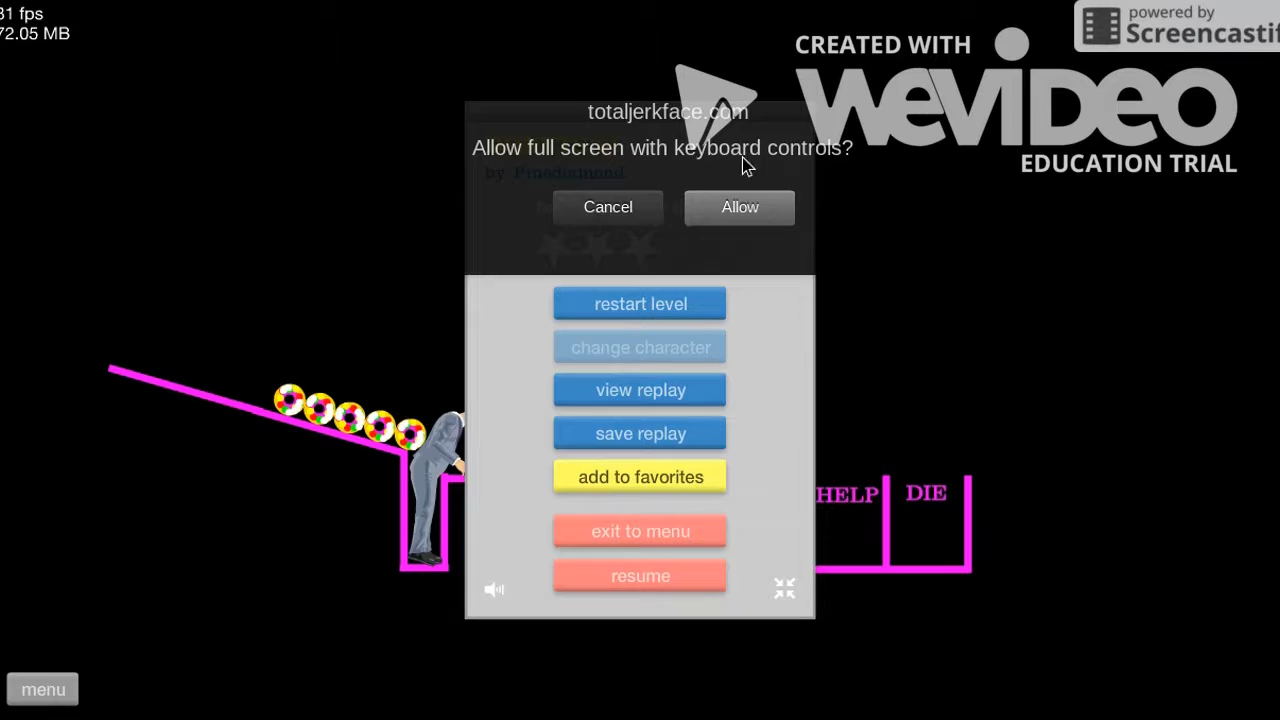 31 fps
72.05 MB
powered by
Screencastif
CREATED WITH
WEVIDEO
EDUCATION TRIAL
totaljerkface.com
Allow full screen with keyboard controls?
by Pinediamond
Cancel
Allow
restart level
change character
view replay
save replay
add to favorites
exit to menu
resume
HELP
DIE
menu